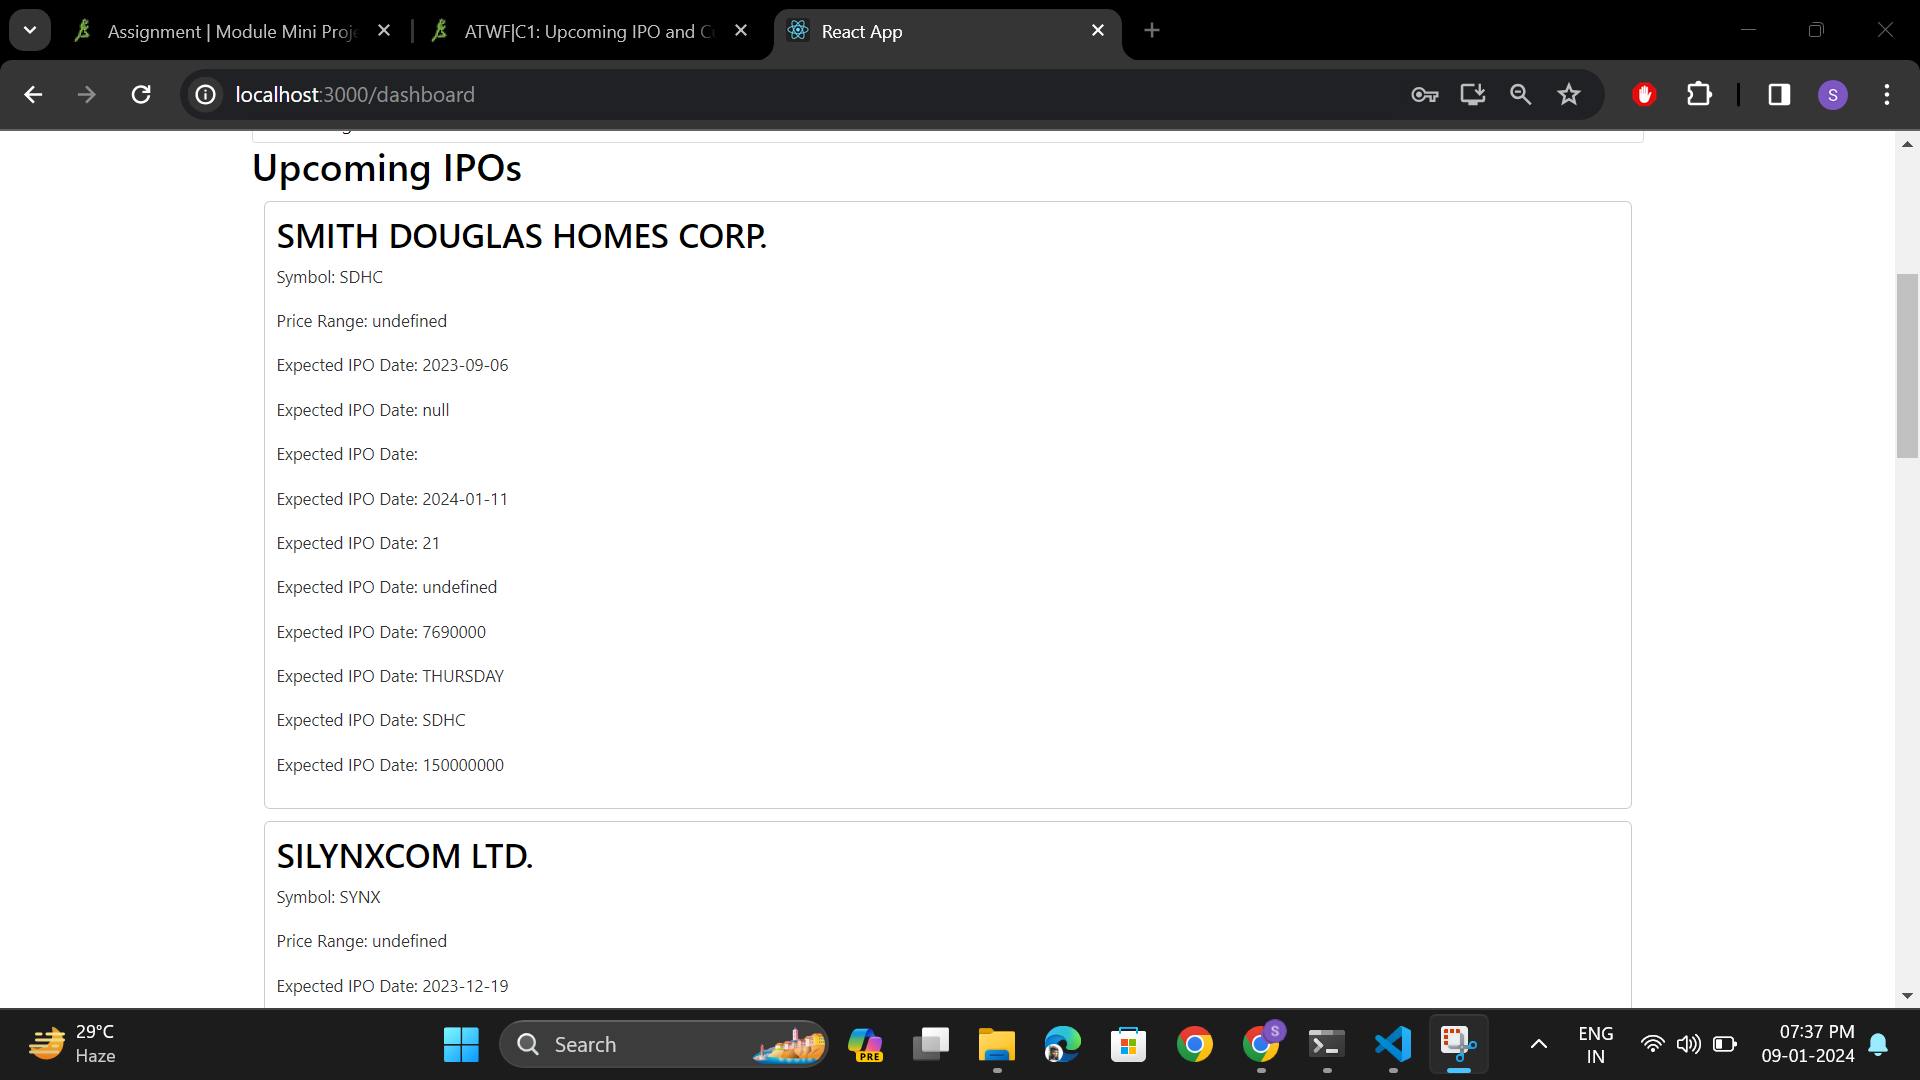 Assignment | Module Mini Proje
ATWF|C1: Upcoming IPO and Cu
React App
localhost:3000/dashboard
S
Upcoming IPOs
SMITH DOUGLAS HOMES CORP.
Symbol: SDHC
Price Range: undefined
Expected IPO Date: 2023-09-06
Expected IPO Date: null
Expected IPO Date:
Expected IPO Date: 2024-01-11
Expected IPO Date: 21
Expected IPO Date: undefined
Expected IPO Date: 7690000
Expected IPO Date: THURSDAY
Expected IPO Date: SDHC
Expected IPO Date: 150000000
SILYNXCOM LTD.
Symbol: SYNX
Price Range: undefined
Expected IPO Date: 2023-12-19
29°C
Haze
Search
PRE
S
ENG
IN
07:37 PM
09-01-2024